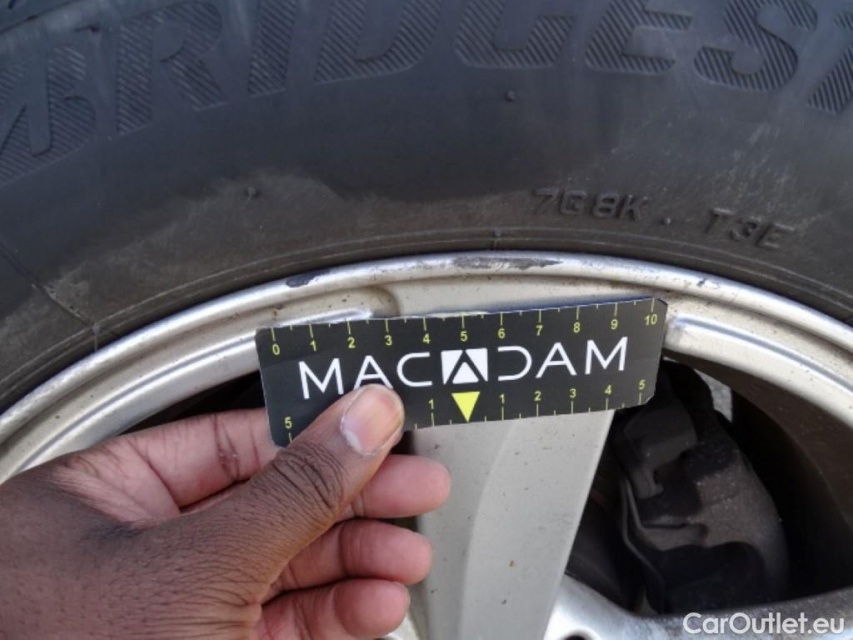 BRIDGES
7G8K . T3E
0 1 2 3 4 5 6 7 8 9 10
MACADAM
5 1 1 2 3 4 5
CarOutlet.eu